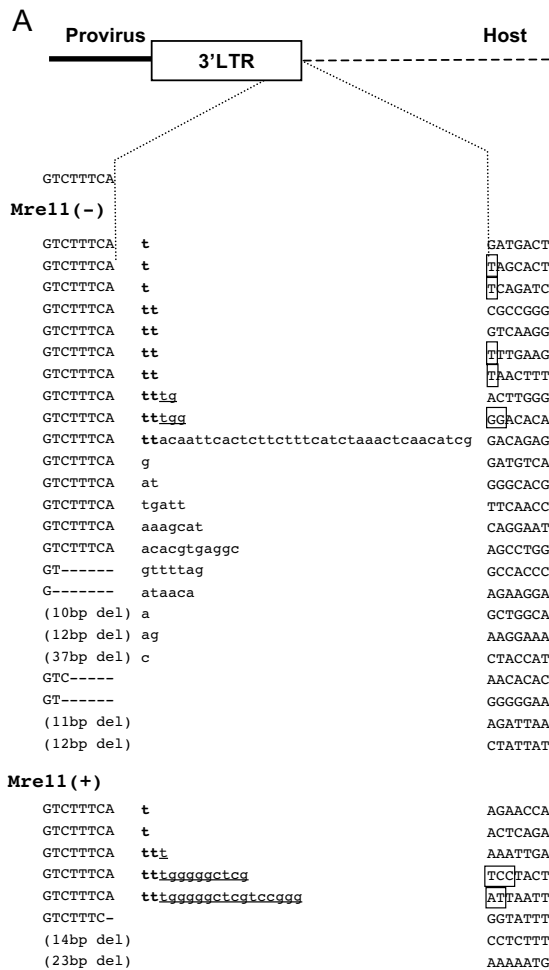 A
Provirus 3'LTR Host
GTCTTTCA
Mre11(-)
GTCTTTCA t GATGACT
GTCTTTCA t TAGCACT
GTCTTTCA t TCAGATC
GTCTTTCA tt CGCCGGG
GTCTTTCA tt GTCAAGG
GTCTTTCA tt TTTGAAG
GTCTTTCA tt TAACTTT
GTCTTTCA tttg ACTTGGG
GTCTTTCA tttgg GGACACA
GTCTTTCA ttacaattcactcttctttcatctaaactcaacatcg GACAGAG
GTCTTTCA g GATGTCA
GTCTTTCA at GGGCACG
GTCTTTCA tgatt TTCAACC
GTCTTTCA aaagcat CAGGAAT
GTCTTTCA acacgtgaggc AGCCTGG
GT------ gttttag GCCACCC
G------- ataaca AGAAGGA
(10bp del) a GCTGGCA
(12bp del) ag AAGGAAA
(37bp del) c CTACCAT
GTC----- AACACAC
GT------ GGGGGAA
(11bp del) AGATTAA
(12bp del) CTATTAT
Mre11(+)
GTCTTTCA t AGAACCA
GTCTTTCA t ACTCAGA
GTCTTTCA ttt AAATTGA
GTCTTTCA tttgggggctcg TCCTACT
GTCTTTCA tttgggggctcgtccggg ATTAATT
GTCTTTC- GGTATTT
(14bp del) CCTCTTT
(23bp del) AAAAATG